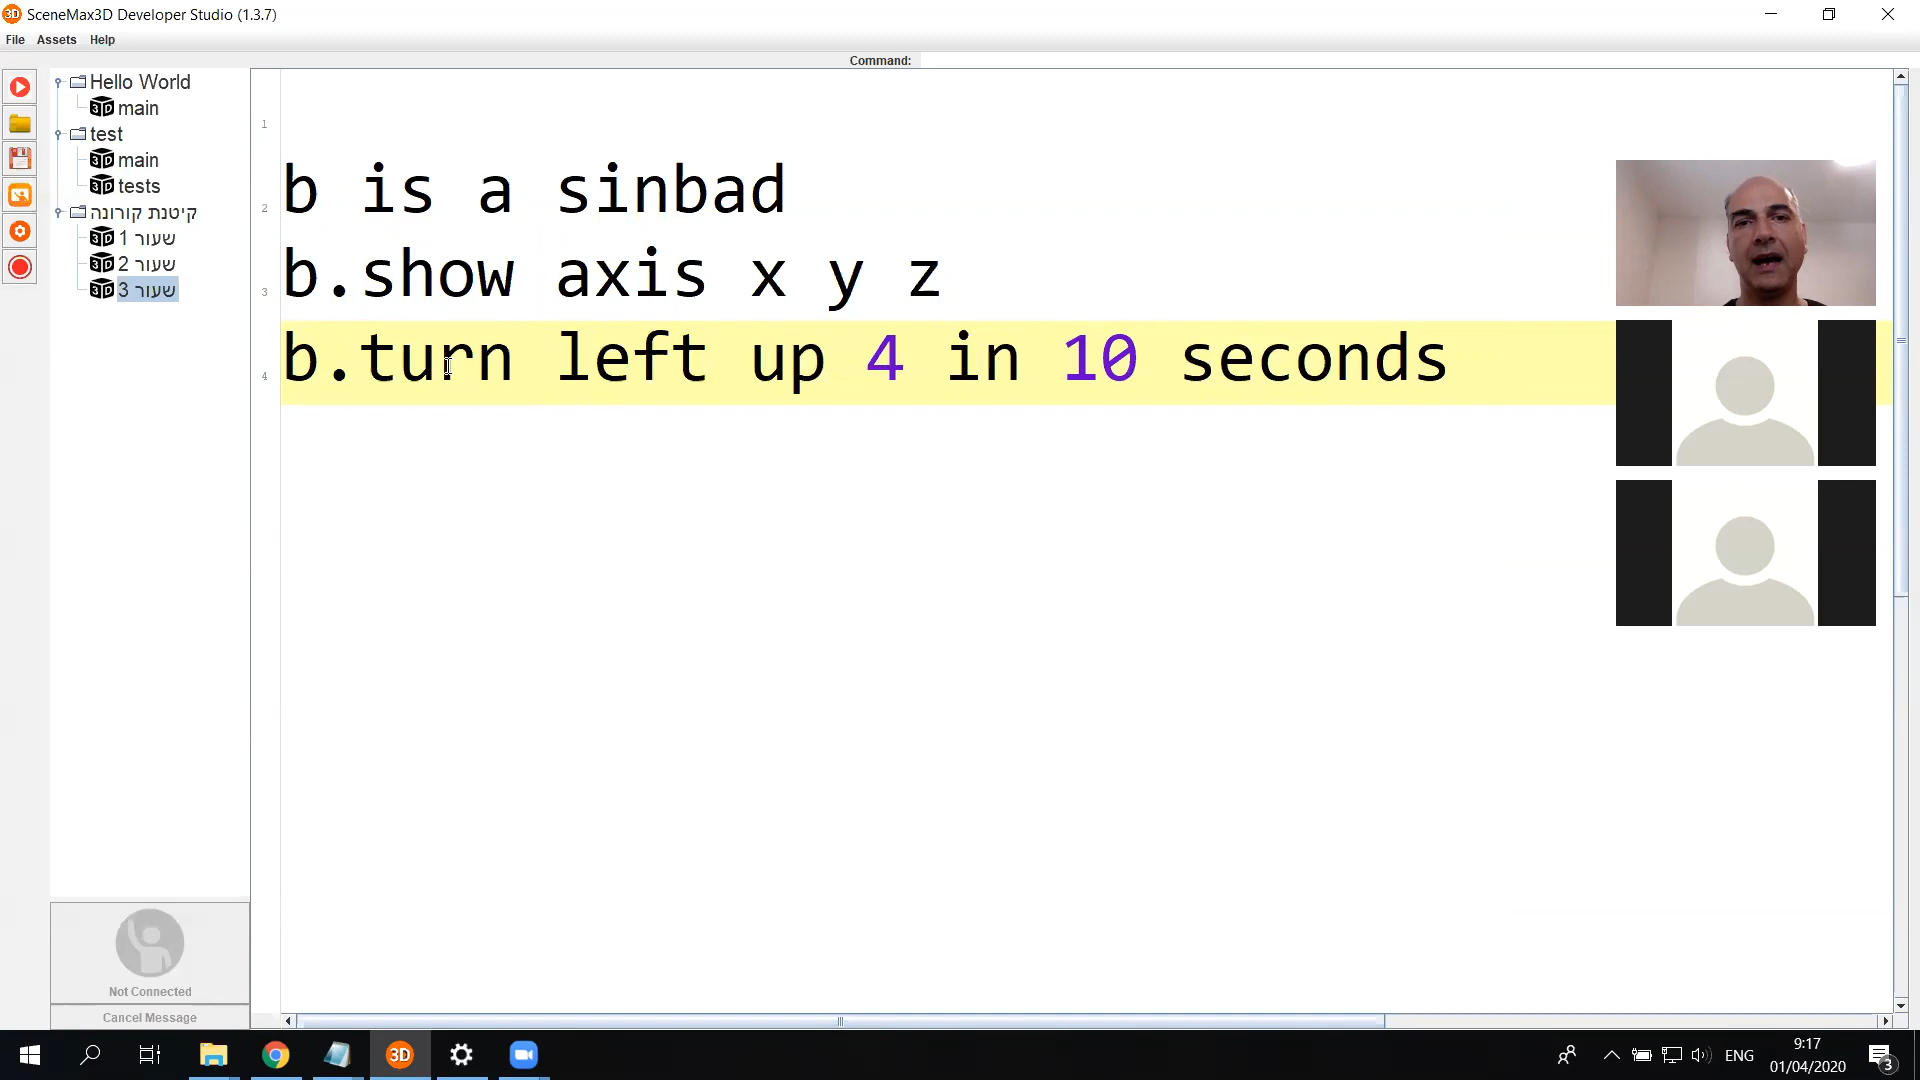 SceneMax3D Developer Studio (1.3.7)
File Assets Help
Command:
Hello World
main
test
main
tests
קיטנת קורונה
שעור 1
שעור 2
שעור 3
1
2
3
4
b is a sinbad
b.show axis x y z
b.turn left up 4 in 10 seconds
Not Connected
Cancel Message
3D
ENG
9:17
01/04/2020
3